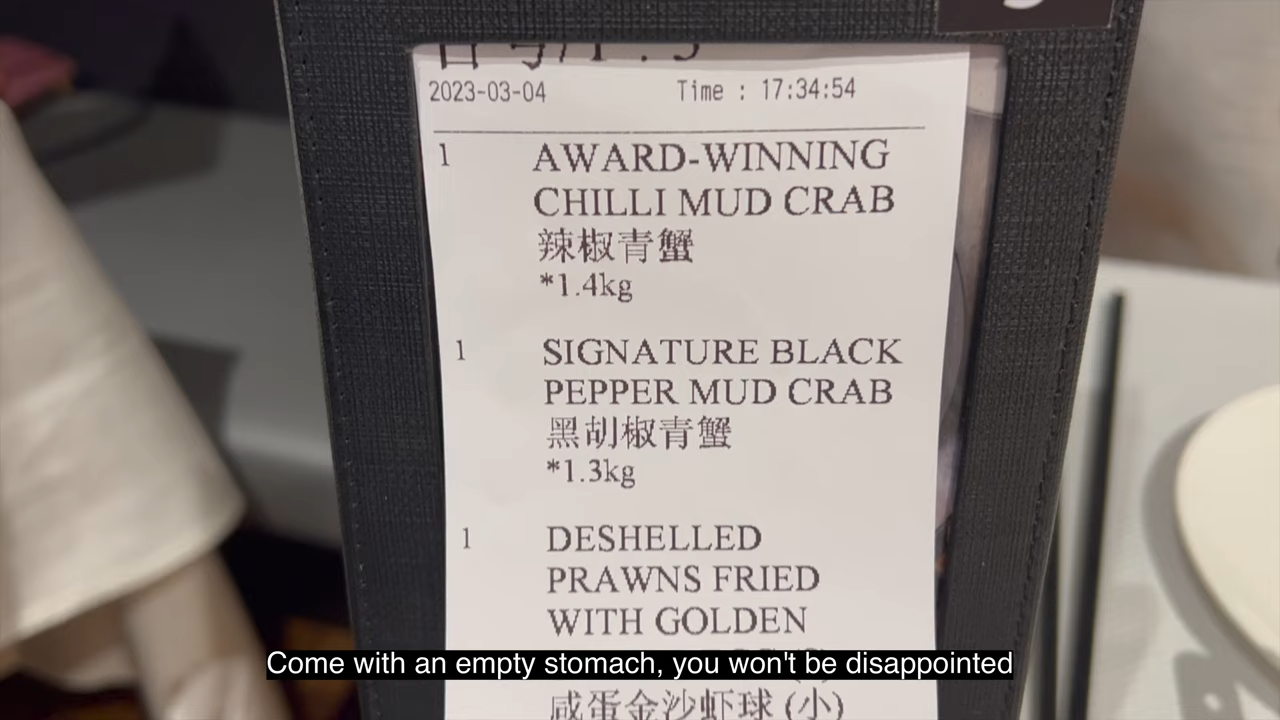 2023-03-04 Time : 17:34:54
1 AWARD-WINNING
CHILLI MUD CRAB
辣椒青蟹
*1.4kg
1 SIGNATURE BLACK
PEPPER MUD CRAB
黑胡椒青蟹
*1.3kg
1 DESHELLED
PRAWNS FRIED
WITH GOLDEN
Come with an empty stomach, you won't be disappointed
咸蛋金沙虾球 (小)